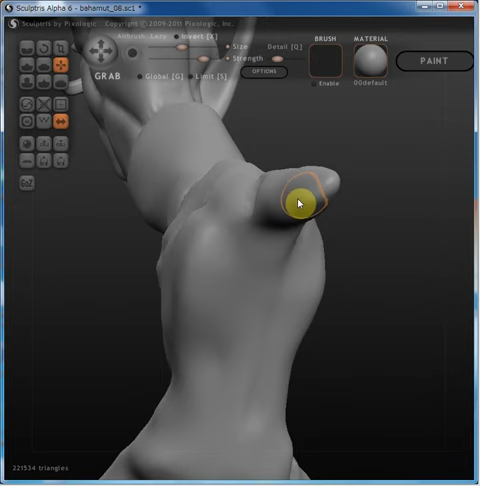 Sculptris Alpha 6 - bahamut_08.sc1 *
Sculptris by Pixologic Copyright © 2009-2011 Pixologic, Inc.
Airbrush Lazy Invert [X]
Size
Detail [Q]
Strength
GRAB
Global [G] Limit [S]
OPTIONS
BRUSH
Enable
MATERIAL
00default
PAINT
GoZ
221534 triangles